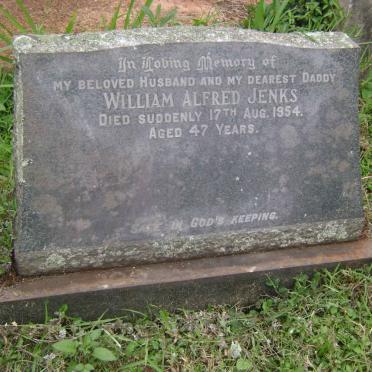 In Loving Memory of
MY BELOVED HUSBAND AND MY DEAREST DADDY
WILLIAM ALFRED JENKS
DIED SUDDENLY 17TH AUG. 1954.
AGED 47 YEARS.
SAFE IN GOD'S KEEPING.